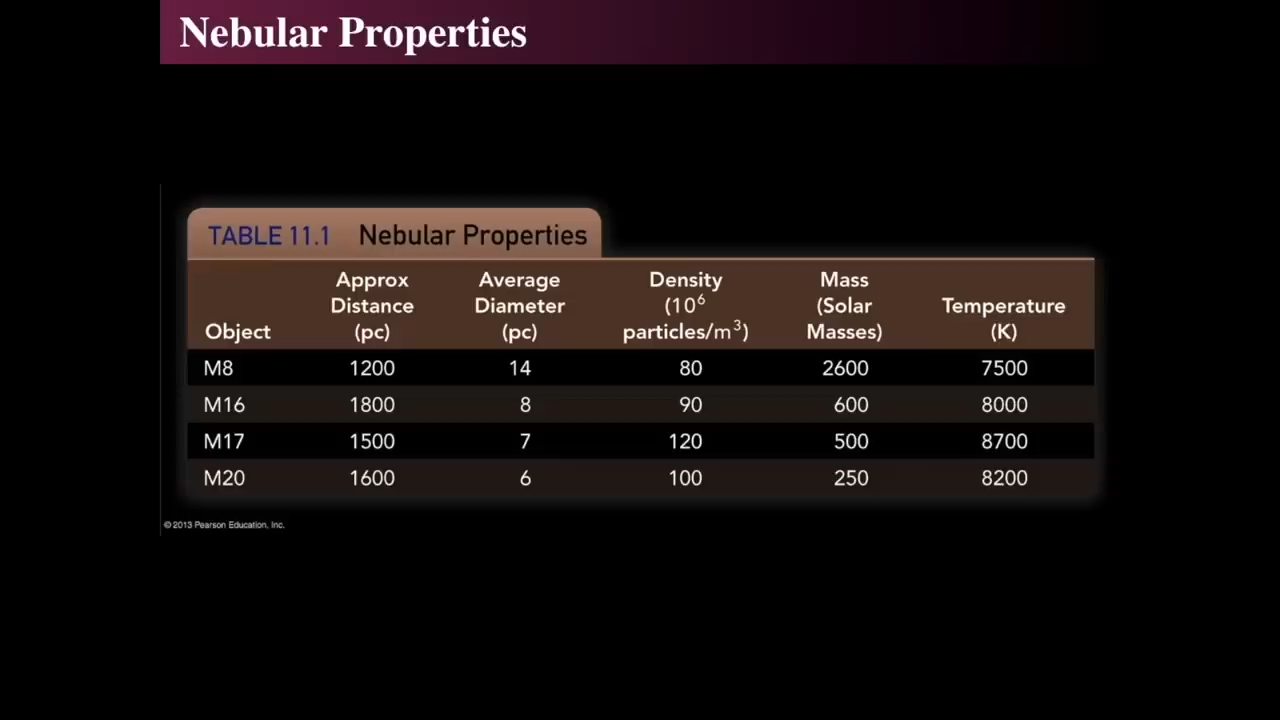 Nebular Properties
TABLE 11.1 Nebular Properties
Object Approx Distance (pc) Average Diameter (pc) Density (10⁶ particles/m³) Mass (Solar Masses) Temperature (K)
M8 1200 14 80 2600 7500
M16 1800 8 90 600 8000
M17 1500 7 120 500 8700
M20 1600 6 100 250 8200
© 2013 Pearson Education, Inc.